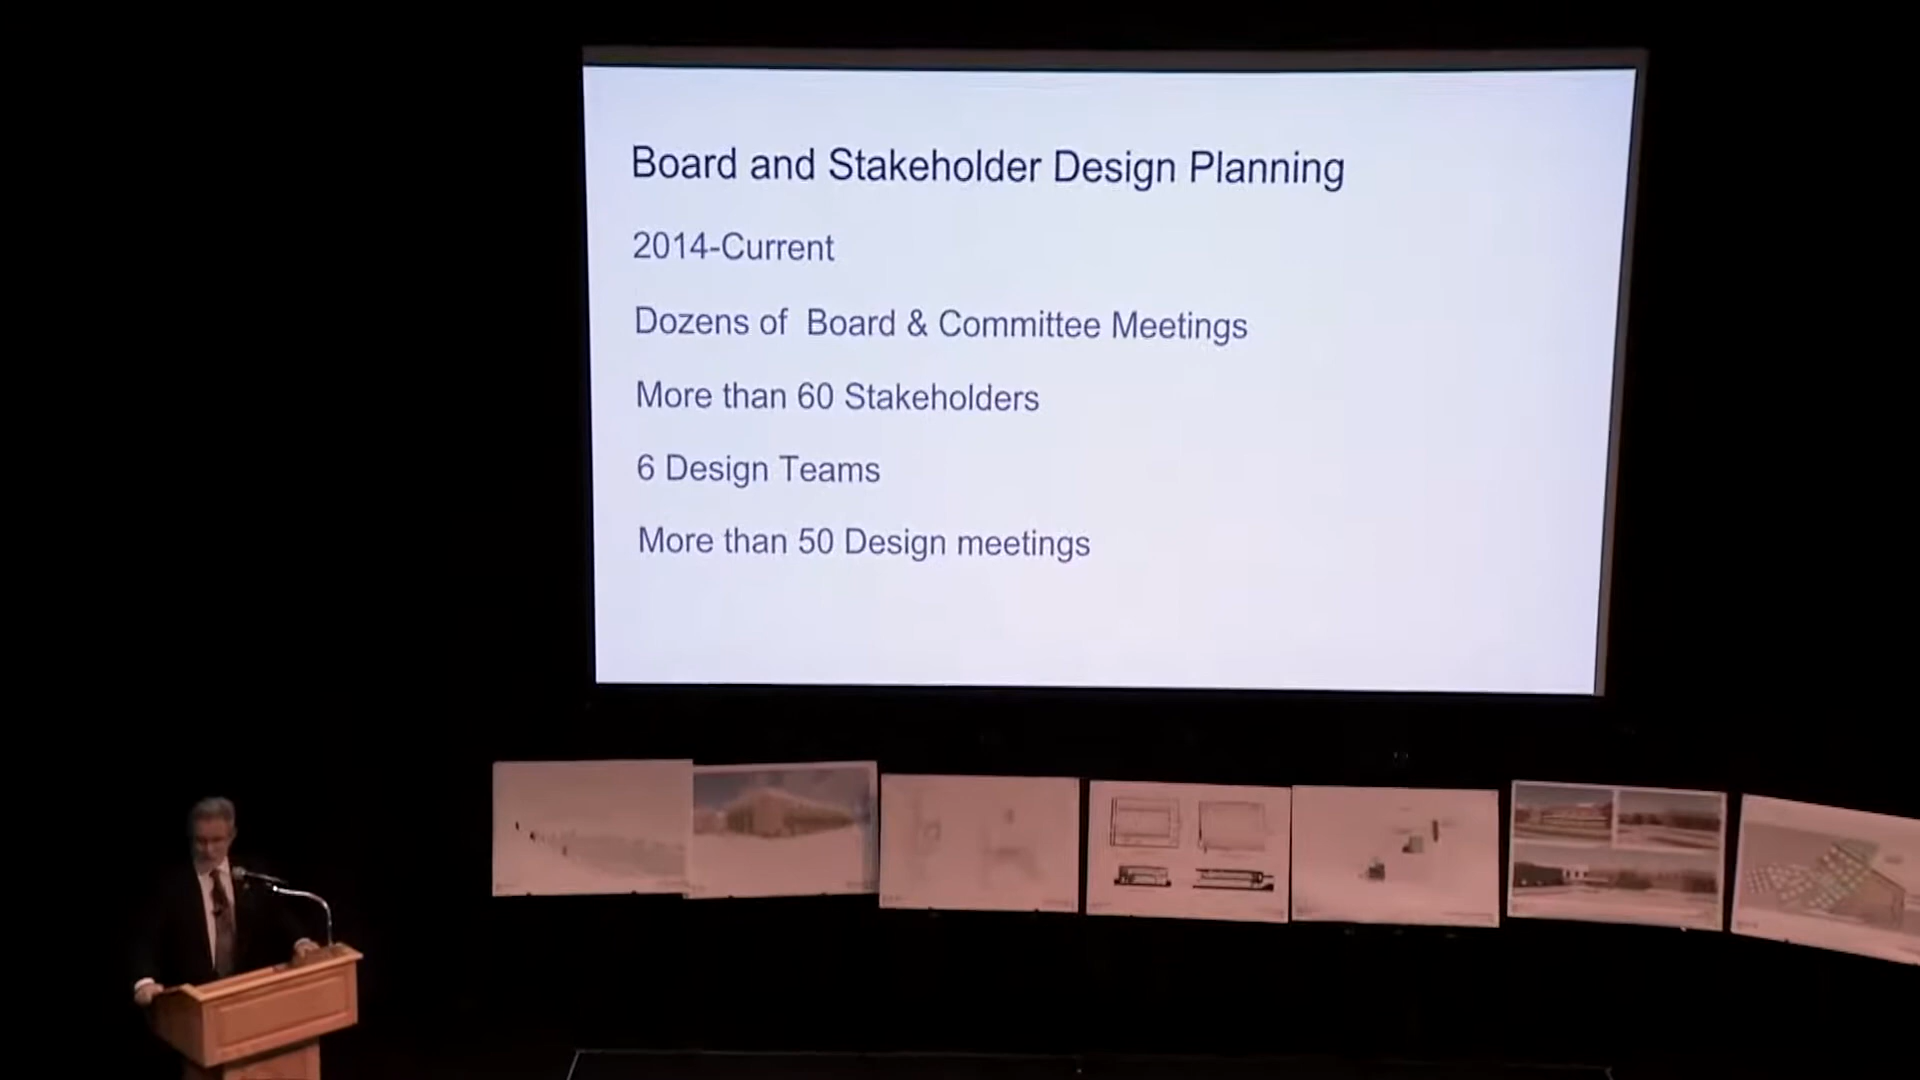 Board and Stakeholder Design Planning
2014-Current
Dozens of  Board & Committee Meetings
More than 60 Stakeholders
6 Design Teams
More than 50 Design meetings